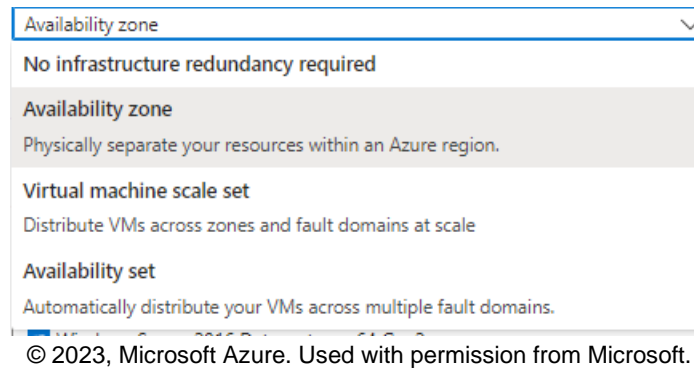 Availability zone
No infrastructure redundancy required
Availability zone
Physically separate your resources within an Azure region.
Virtual machine scale set
Distribute VMs across zones and fault domains at scale
Availability set
Automatically distribute your VMs across multiple fault domains.
© 2023, Microsoft Azure. Used with permission from Microsoft.